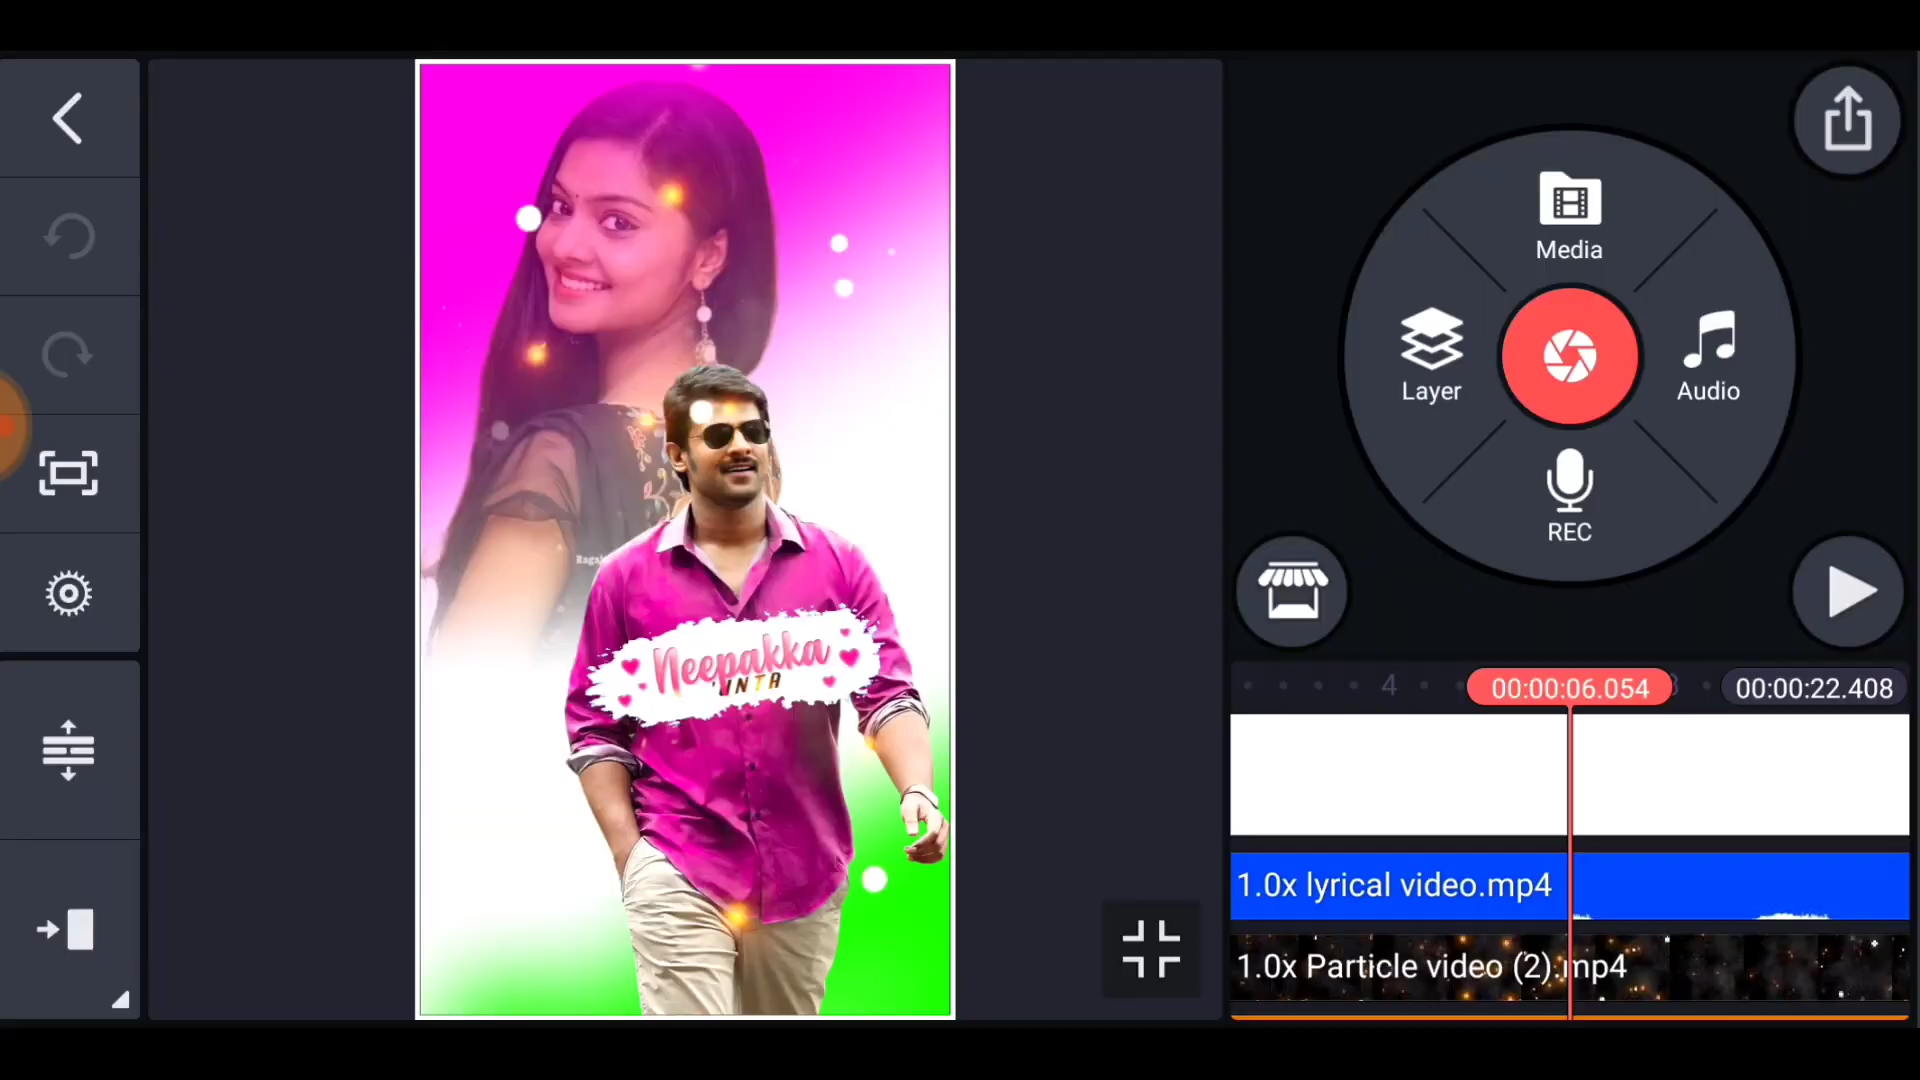 Media
Layer
Audio
REC
Neepakka
4
00:00:06.054
00:00:22.408
1.0x lyrical video.mp4
1.0x Particle video (2).mp4